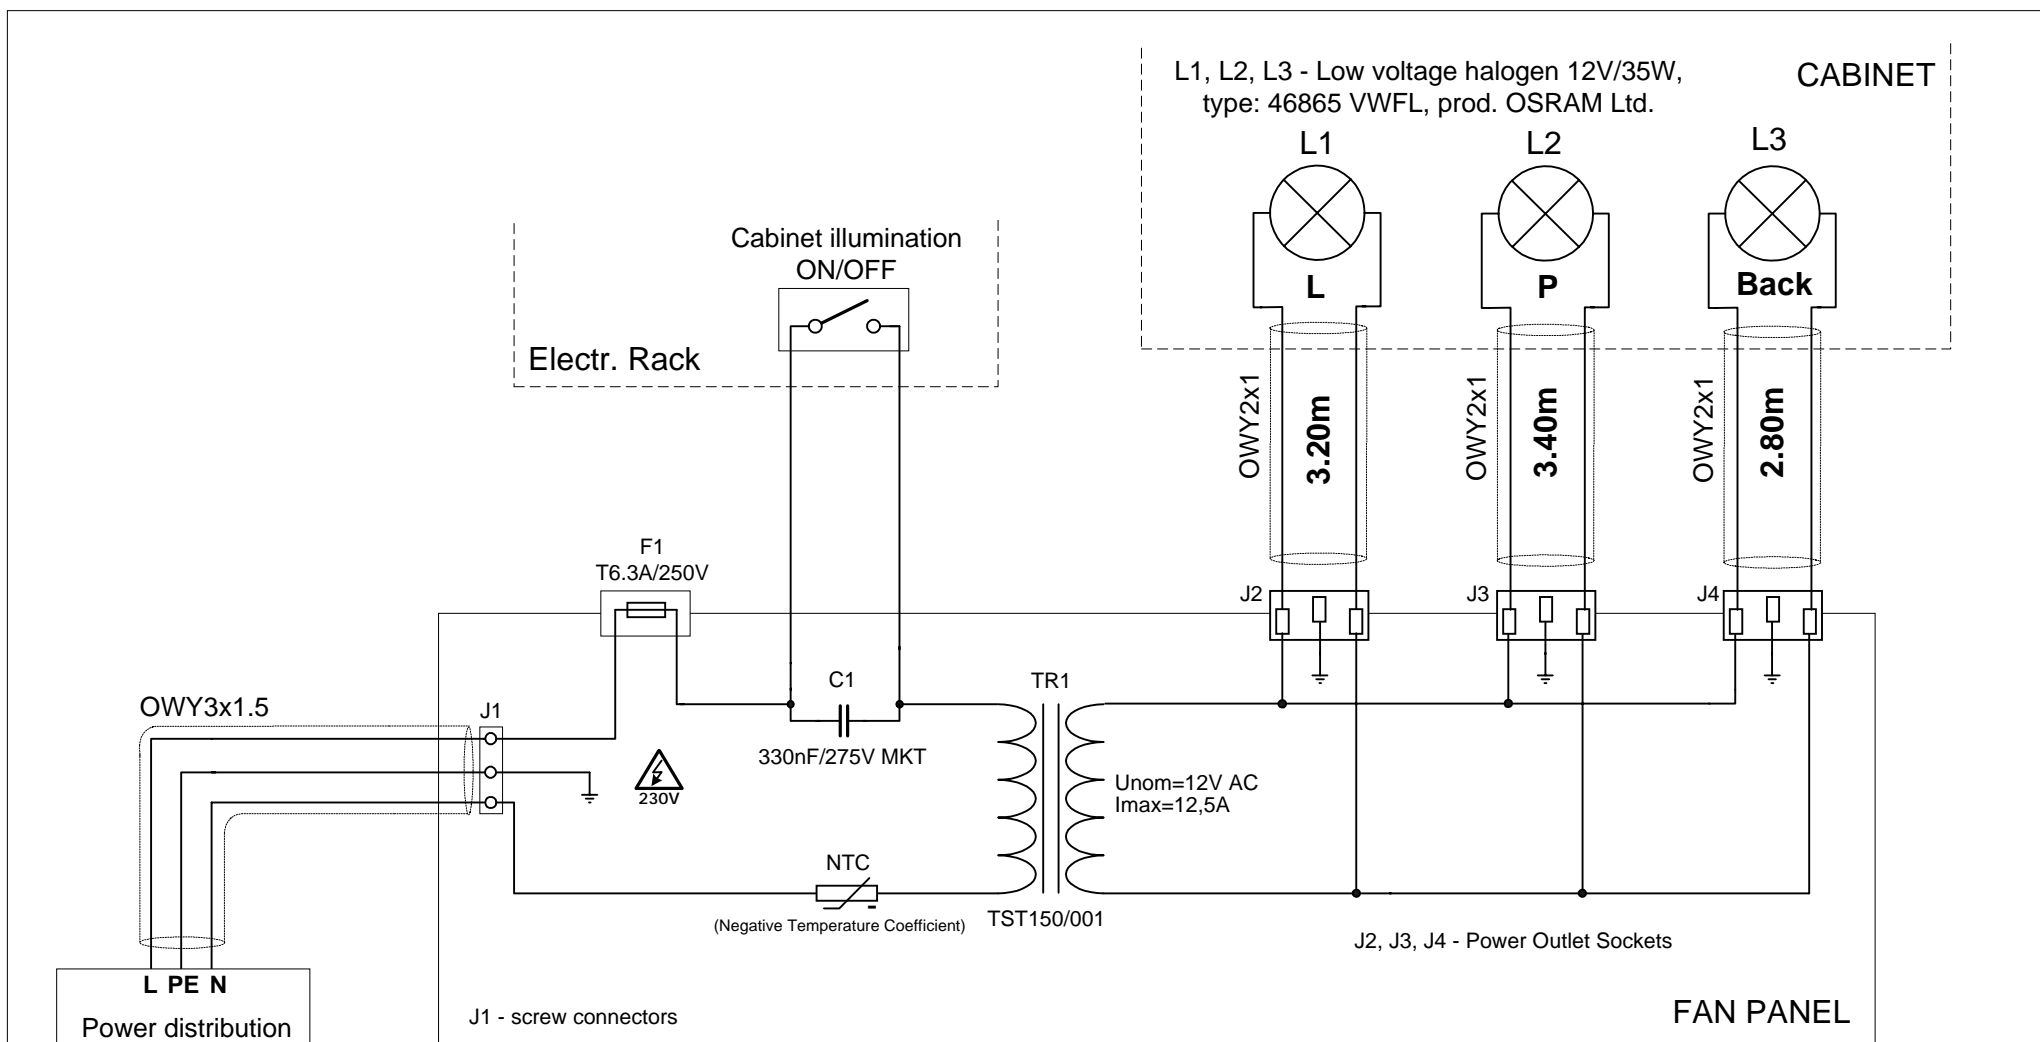 L1, L2, L3 - Low voltage halogen 12V/35W,
type: 46865 VWFL, prod. OSRAM Ltd.
CABINET
L1
L2
L3
L
P
Back
Cabinet illumination
ON/OFF
Electr. Rack
OWY2x1
3.20m
OWY2x1
3.40m
OWY2x1
2.80m
F1
T6.3A/250V
J2
J3
J4
C1
330nF/275V MKT
TR1
OWY3x1.5
J1
230V
Unom=12V AC
Imax=12,5A
NTC
(Negative Temperature Coefficient)
TST150/001
J2, J3, J4 - Power Outlet Sockets
L PE N
Power distribution
J1 - screw connectors
FAN PANEL